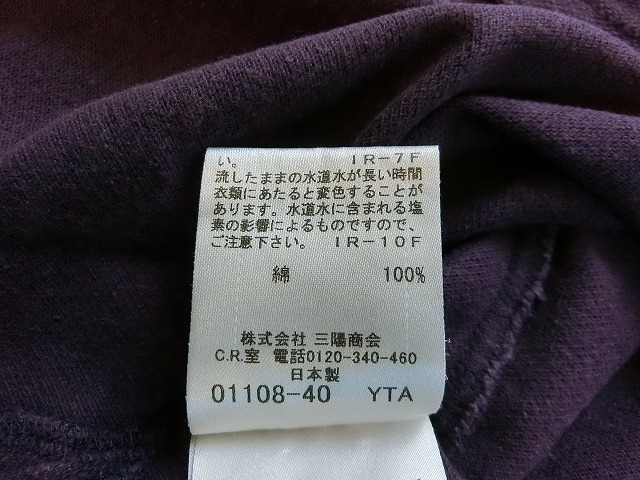 い。 IR-7F
流したままの水道水が長い時間
衣類にあたると変色することが
あります。水道水に含まれる塩
素の影響によるものですので、
ご注意下さい。 IR-10F
綿 100%
株式会社 三陽商会
C.R.室 電話0120-340-460
日本製
01108-40 YTA